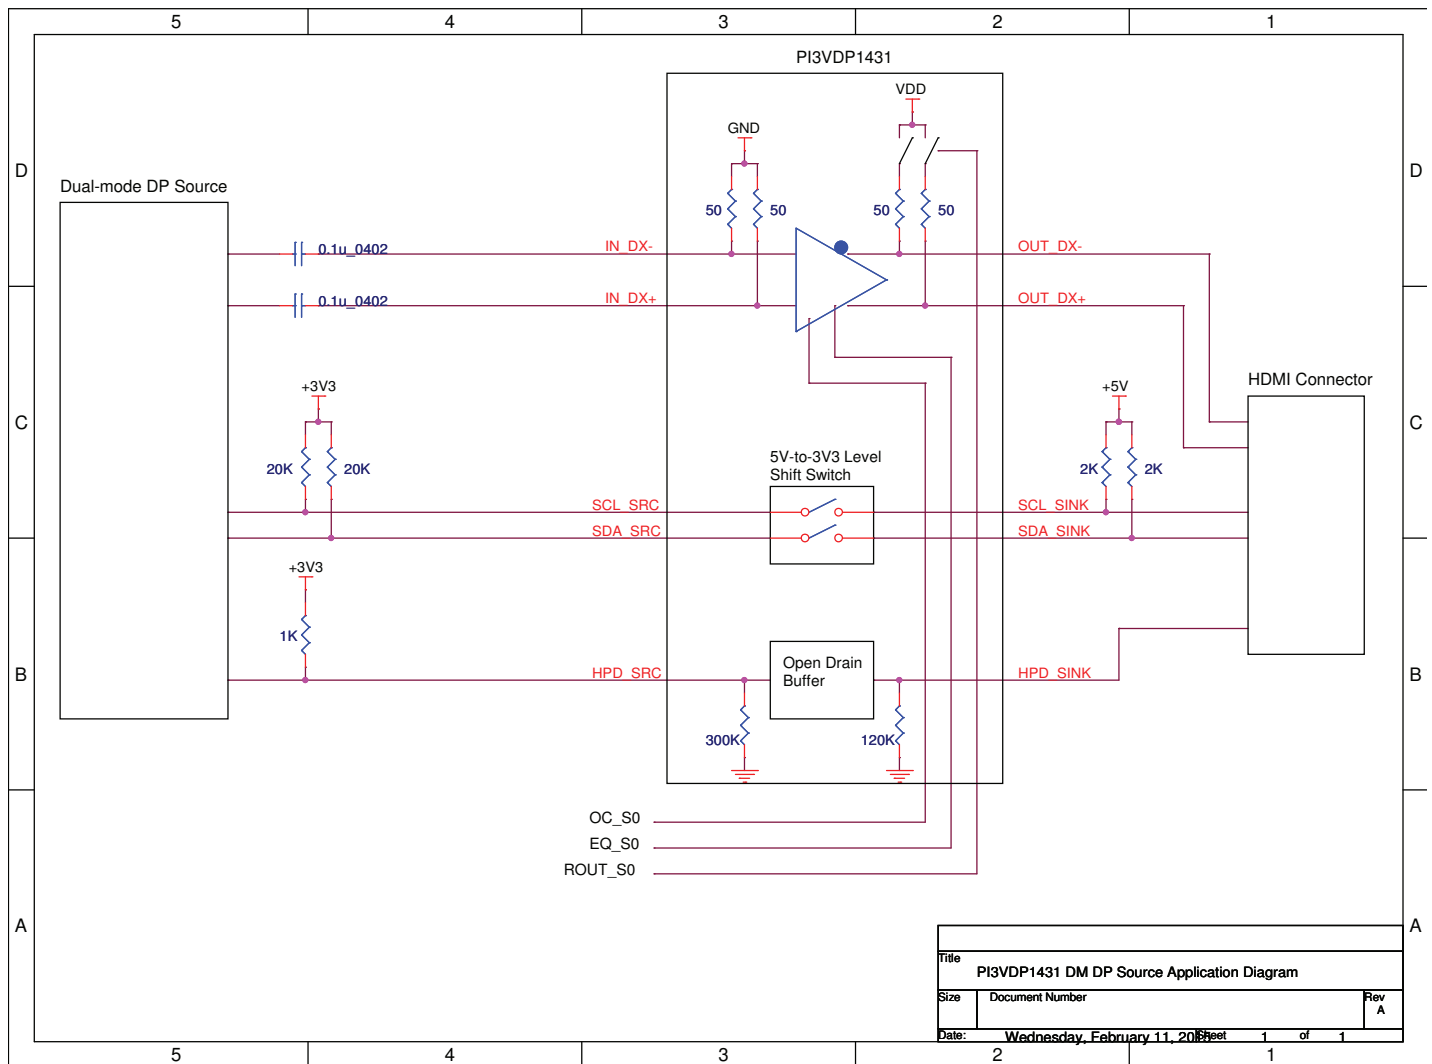 5 4 3 2 1
PI3VDP1431
VDD
GND
D D
Dual-mode DP Source
50 50 50 50
0.1u_0402 IN_DX- OUT_DX-
0.1u_0402 IN_DX+ OUT_DX+
HDMI Connector
+3V3 +5V
C C
5V-to-3V3 Level
Shift Switch
20K 20K 2K 2K
SCL_SRC SCL_SINK
SDA_SRC SDA_SINK
+3V3
1K
Open Drain
Buffer
B HPD_SRC HPD_SINK B
300K 120K
OC_S0
EQ_S0
ROUT_S0
A A
Title
PI3VDP1431 DM DP Source Application Diagram
Size Document Number Rev
A
Date: Wednesday, February 11, Sheet 1 of 1
5 4 3 2 1